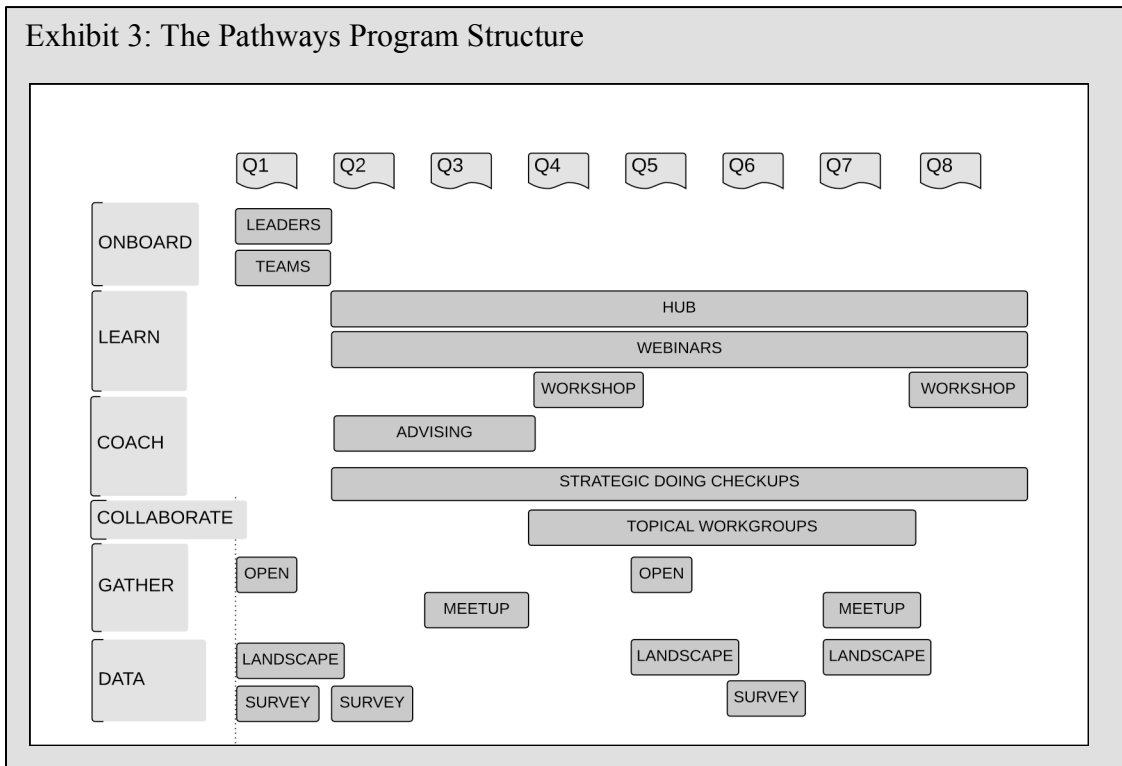 Exhibit 3: The Pathways Program Structure
Q1 Q2 Q3 Q4 Q5 Q6 Q7 Q8
ONBOARD
LEADERS
TEAMS
LEARN
HUB
WEBINARS
WORKSHOP WORKSHOP
COACH
ADVISING
STRATEGIC DOING CHECKUPS
COLLABORATE
TOPICAL WORKGROUPS
GATHER
OPEN OPEN
MEETUP MEETUP
DATA
LANDSCAPE LANDSCAPE LANDSCAPE
SURVEY SURVEY SURVEY